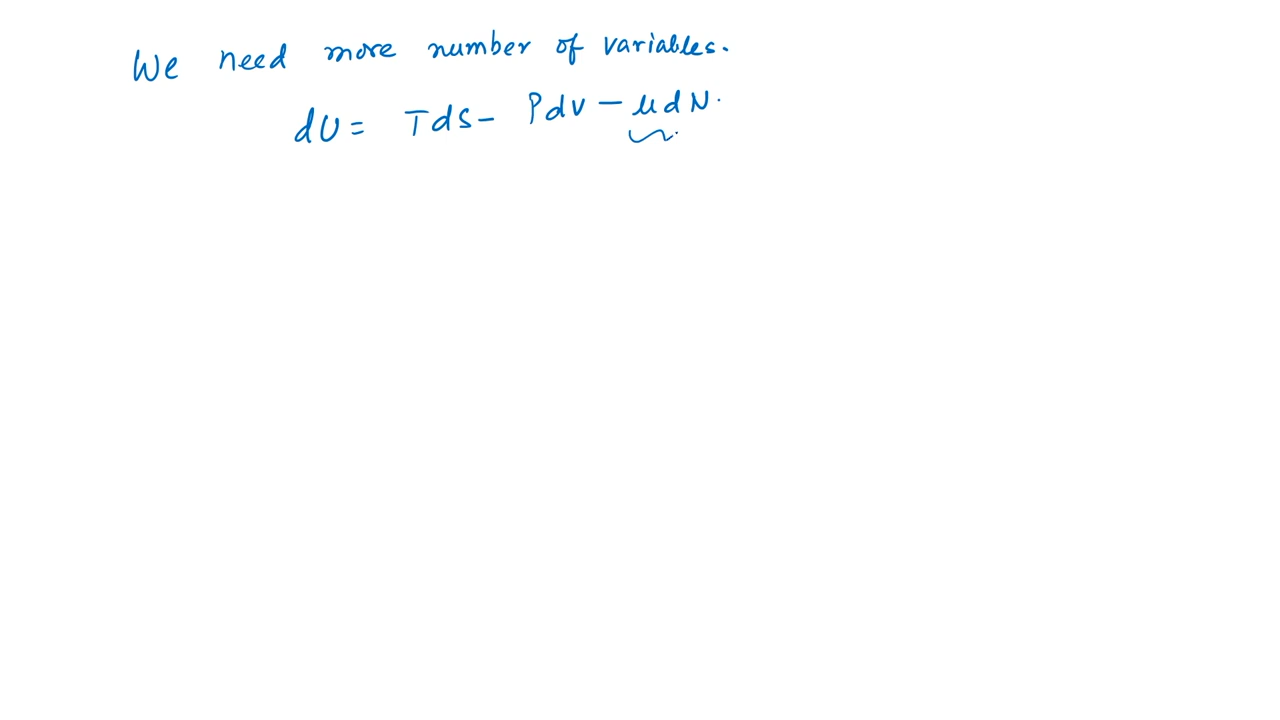 We need more number of variables.
dU = Tds - Pdv - μdN.